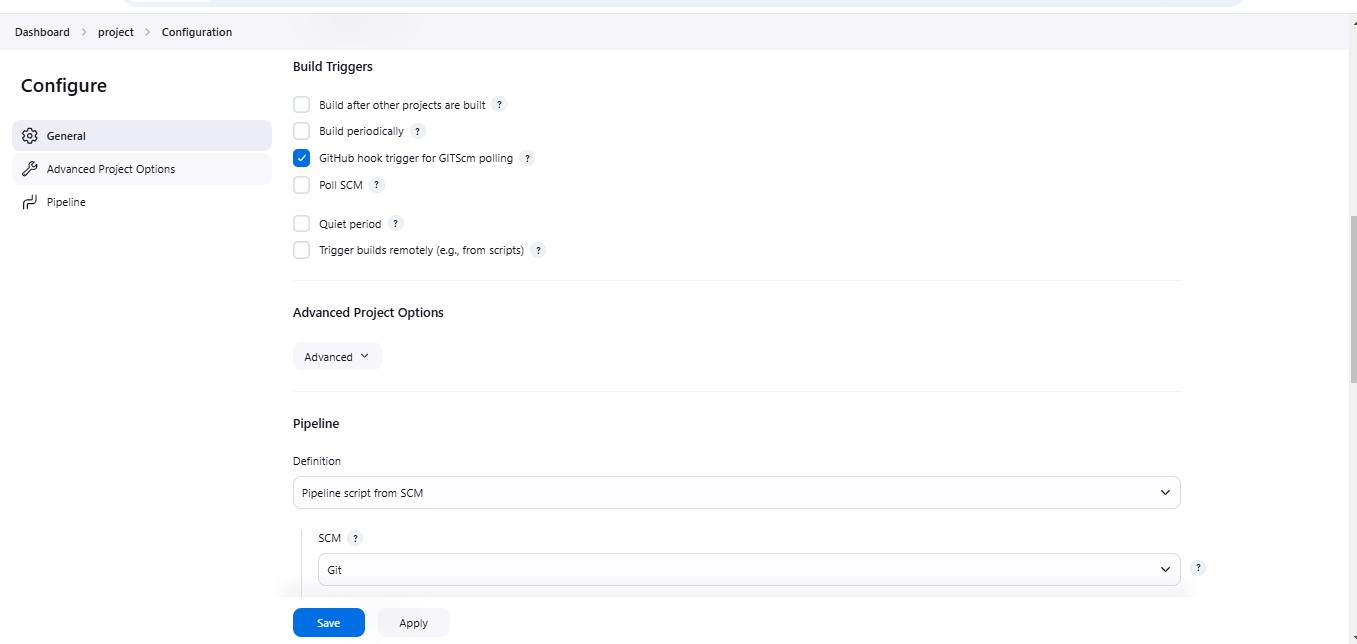 Dashboard > project > Configuration
Configure
General
Advanced Project Options
Pipeline
Build Triggers
Build after other projects are built ?
Build periodically ?
GitHub hook trigger for GITScm polling ?
Poll SCM ?
Quiet period ?
Trigger builds remotely (e.g., from scripts) ?
Advanced Project Options
Advanced
Pipeline
Definition
Pipeline script from SCM
SCM ?
Git
?
Save
Apply